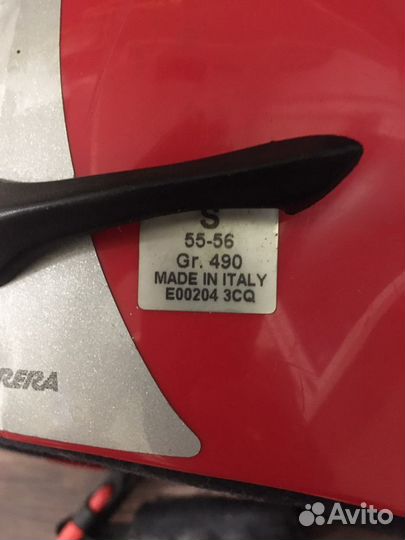 S
55-56
Gr. 490
MADE IN ITALY
E00204 3CQ
RERA
Avito